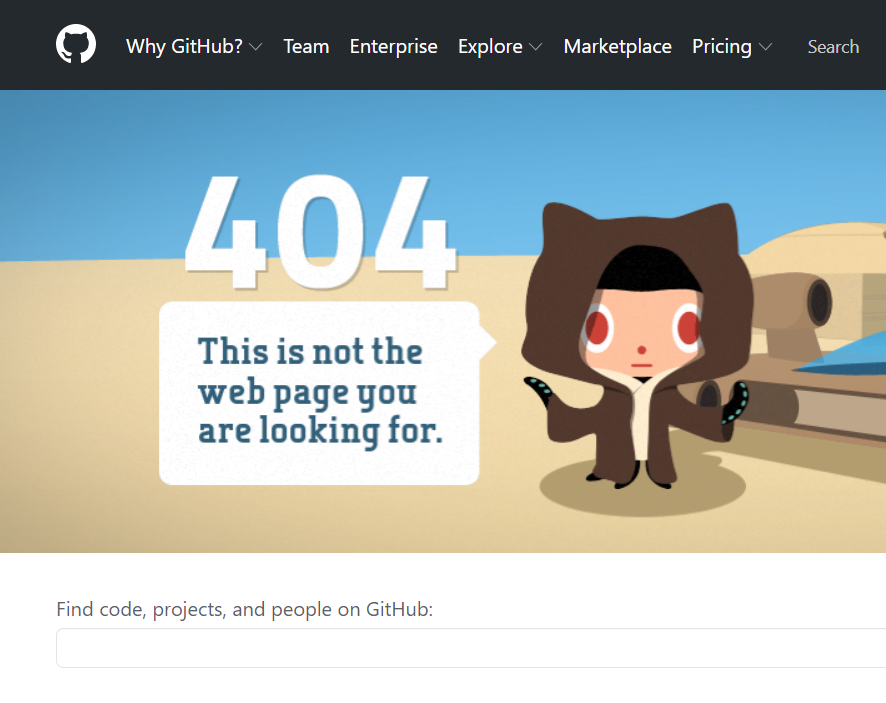 Why GitHub? Team Enterprise Explore Marketplace Pricing Search
404
This is not the
web page you
are looking for.
Find code, projects, and people on GitHub: